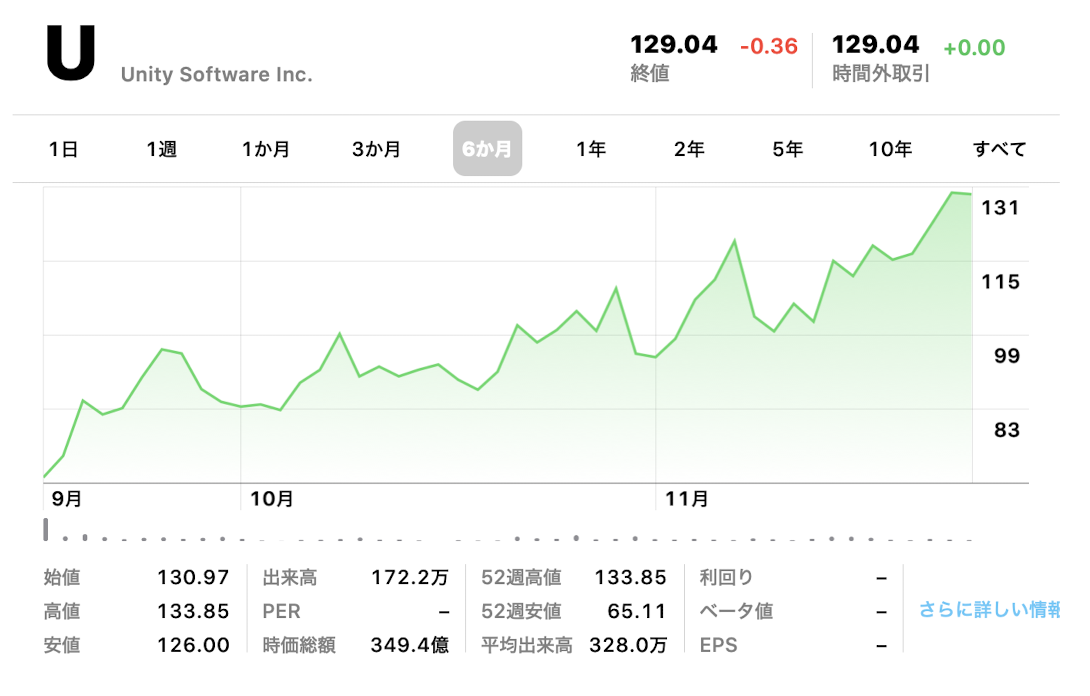 U
Unity Software Inc.
129.04 -0.36
終値
129.04 +0.00
時間外取引
1日 1週 1か月 3か月 6か月 1年 2年 5年 10年 すべて
131
115
99
83
9月 10月 11月
始値 130.97
高値 133.85
安値 126.00
出来高 172.2万
PER –
時価総額 349.4億
52週高値 133.85
52週安値 65.11
平均出来高 328.0万
利回り –
ベータ値 –
EPS –
さらに詳しい情